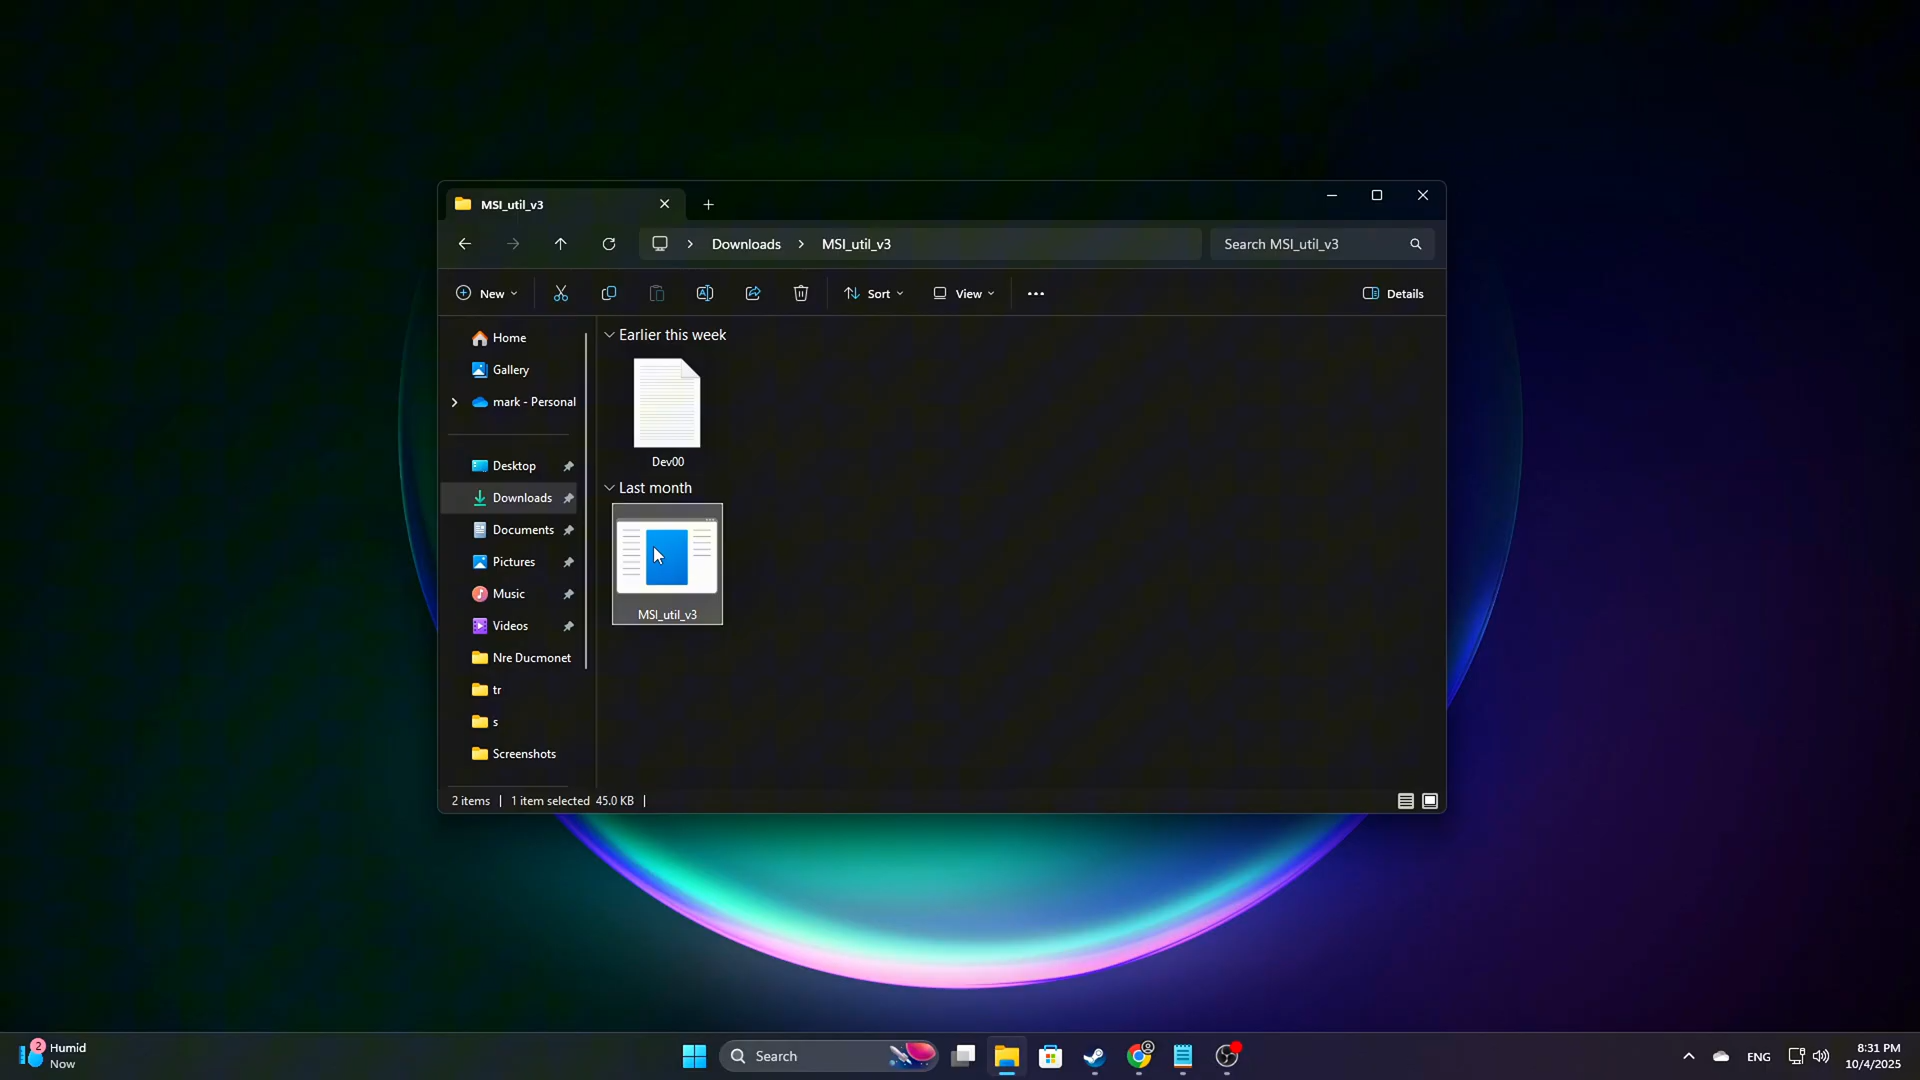 MSI_util_v3
Downloads
MSI_util_v3
Search MSI_util_v3
New
Sort
View
Details
Home
Gallery
mark - Personal
Desktop
Downloads
Documents
Pictures
Music
Videos
Nre Ducmonet
tr
s
Screenshots
Earlier this week
Dev00
Last month
MSI_util_v3
2 items
1 item selected 45.0 KB
2
Humid
Now
Search
ENG
8:31 PM
10/4/2025